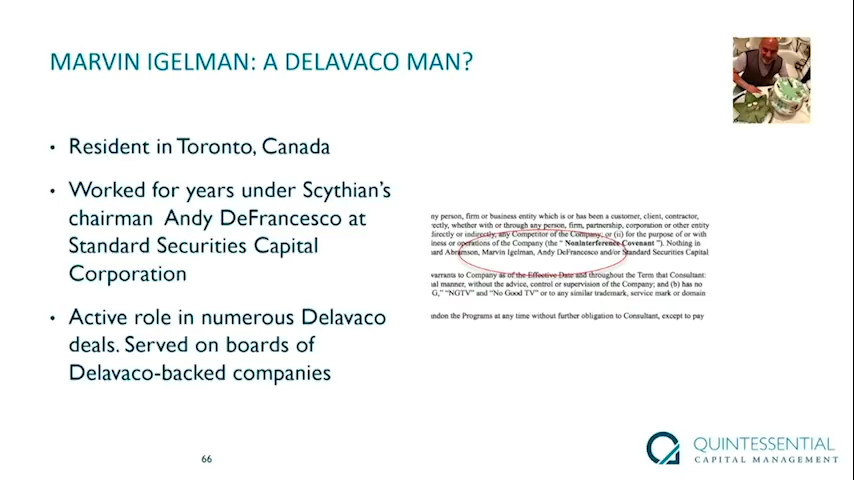 MARVIN IGELMAN: A DELAVACO MAN?
• Resident in Toronto, Canada
• Worked for years under Scythian's
chairman Andy DeFrancesco at
Standard Securities Capital
Corporation
• Active role in numerous Delavaco
deals. Served on boards of
Delavaco-backed companies
ny person, firm or business entity which is or has been a customer, client, contractor,
rectly, whether with or through any person, firm, partnership, corporation or other entity
directly or indirectly, any Competitor of the Company; or (ii) for the purpose of or with
iness or operations of the Company (the “ Noninterference Covenant ”). Nothing in
ard Abramson, Marvin Igelman, Andy DeFrancesco and/or Standard Securities Capital
warrants to Company as of the Effective Date and throughout the Term that Consultant:
al manner, without the advice, control or supervision of the Company; and (b) has no
G,” “NGTV” and “No Good TV” or to any similar trademark, service mark or domain
ndon the Programs at any time without further obligation to Consultant, except to pay
66
QUINTESSENTIAL
CAPITAL MANAGEMENT